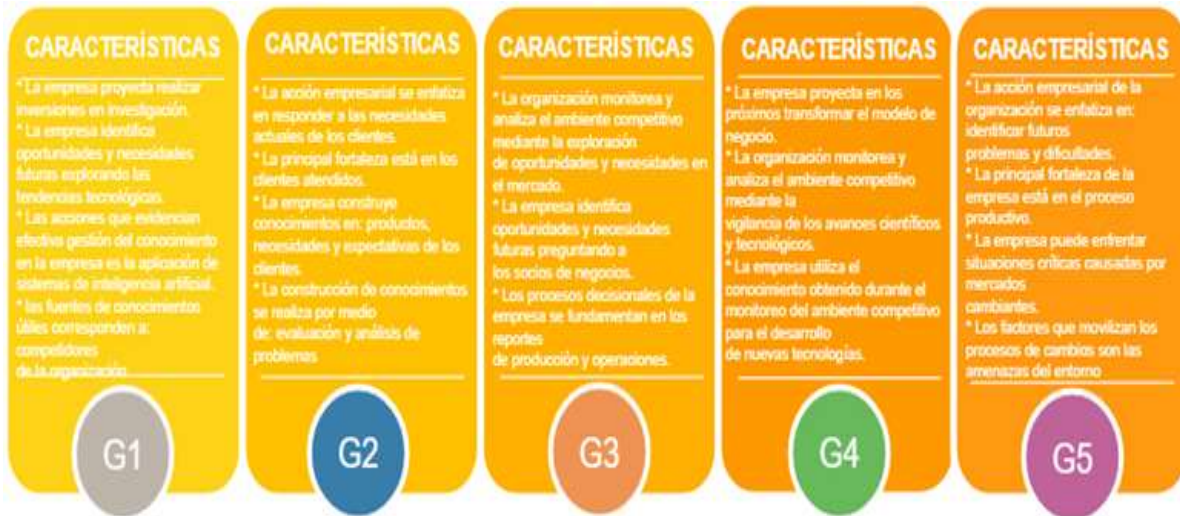 CARACTERÍSTICAS
* La empresa proyecta realizar
inversiones en investigación.
* La empresa identifica
oportunidades y necesidades
futuras explorando las
tendencias tecnológicas.
* Las acciones que evidencian
efectiva gestión del conocimiento
en la empresa es la aplicación de
sistemas de inteligencia artificial.
* las fuentes de conocimientos
útiles corresponden a:
competidores
de la organización
G1
CARACTERÍSTICAS
* La acción empresarial se enfatiza
en responder a las necesidades
actuales de los clientes.
* La principal fortaleza está en los
clientes atendidos.
* La empresa construye
conocimientos en: productos,
necesidades y expectativas de los
clientes.
* La construcción de conocimientos
se realiza por medio
de: evaluación y análisis de
problemas
G2
CARACTERÍSTICAS
* La organización monitorea y
analiza el ambiente competitivo
mediante la exploración
de oportunidades y necesidades en
el mercado.
* La empresa identifica
oportunidades y necesidades
futuras preguntando a
los socios de negocios.
* Los procesos decisionales de la
empresa se fundamentan en los
reportes
de producción y operaciones.
G3
CARACTERÍSTICAS
* La empresa proyecta en los
próximos transformar el modelo de
negocio.
* La organización monitorea y
analiza el ambiente competitivo
mediante la
vigilancia de los avances científicos
y tecnológicos.
* La empresa utiliza el
conocimiento obtenido durante el
monitoreo del ambiente competitivo
para el desarrollo
de nuevas tecnologías.
G4
CARACTERÍSTICAS
* La acción empresarial de la
organización se enfatiza en:
identificar futuros
problemas y dificultades.
* La principal fortaleza de la
empresa está en el proceso
productivo.
* La empresa puede enfrentar
situaciones críticas causadas por
mercados
cambiantes.
* Los factores que movilizan los
procesos de cambios son las
amenazas del entorno
G5